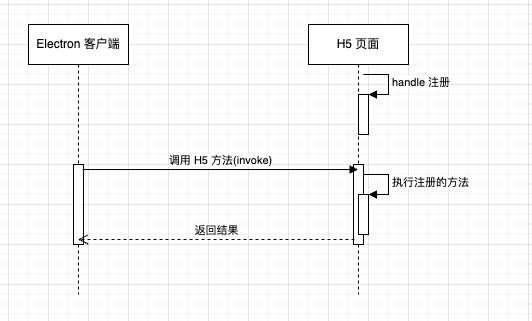 Electron 客户端
H5 页面
handle 注册
调用 H5 方法(invoke)
执行注册的方法
返回结果